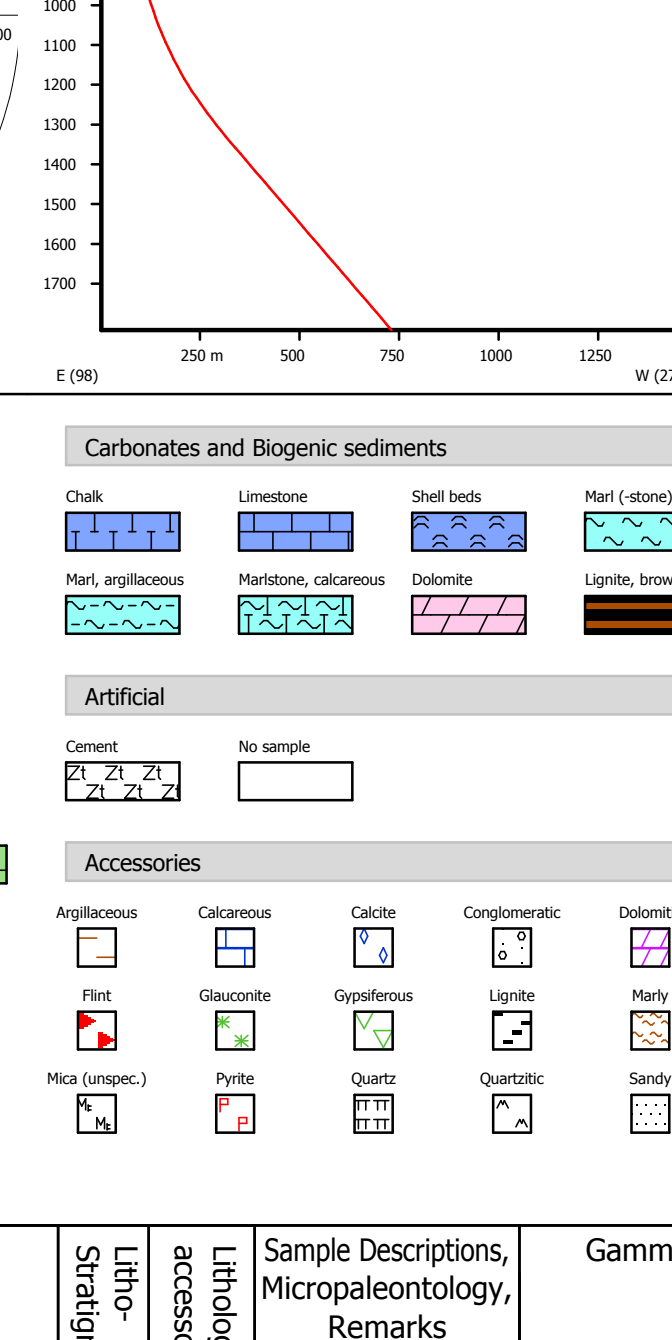 1000
00
1100
1200
1300
1400
1500
1600
1700
250 m 500 750 1000 1250
E (98)
Carbonates and Biogenic sediments
Chalk Limestone Shell beds Marl (-stone)
Marl, argillaceous Marlstone, calcareous Dolomite Lignite,
Artificial
Cement No sample
Zt Zt Zt
Zt Zt Zt
Accessories
Argillaceous Calcareous Calcite Conglomeratic
Flint Glauconite Gypsiferous Lignite Marly
Mica (unspec.) Pyrite Quartz Quartzitic Sandy
Litho-
Sample Descriptions,
Micropaleontology,
Remarks